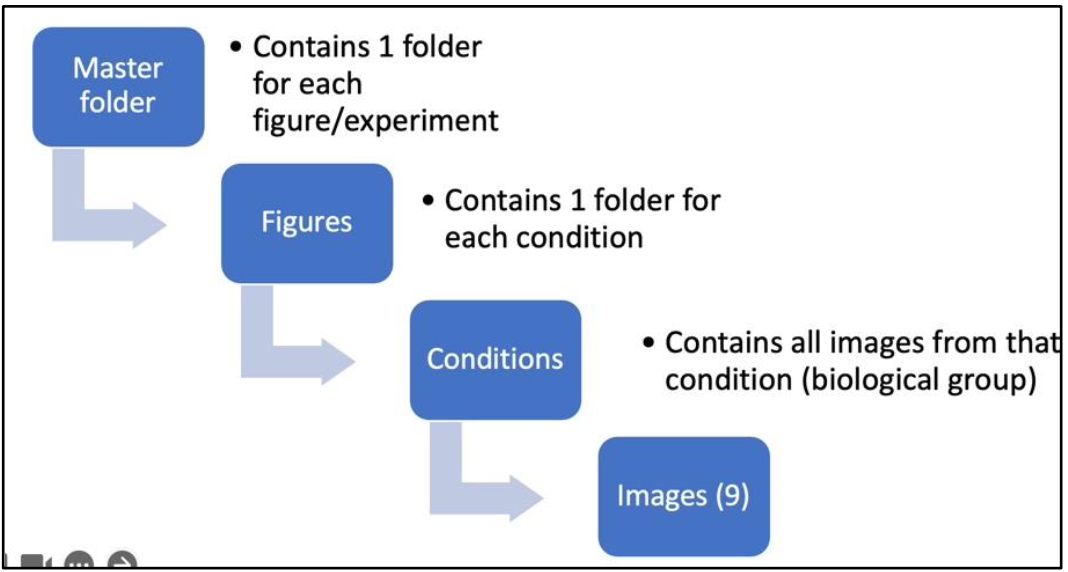 Master
folder
• Contains 1 folder
for each
figure/experiment
Figures
• Contains 1 folder for
each condition
Conditions
• Contains all images from that
condition (biological group)
Images (9)